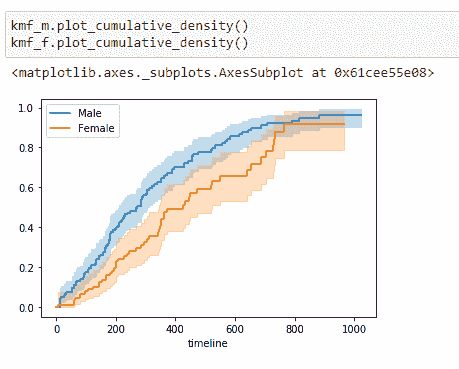 kmf_m.plot_cumulative_density()
kmf_f.plot_cumulative_density()
<matplotlib.axes._subplots.AxesSubplot at 0x61cee55e08>
Male
Female
1.0
0.8
0.6
0.4
0.2
0.0
0 200 400 600 800 1000
timeline